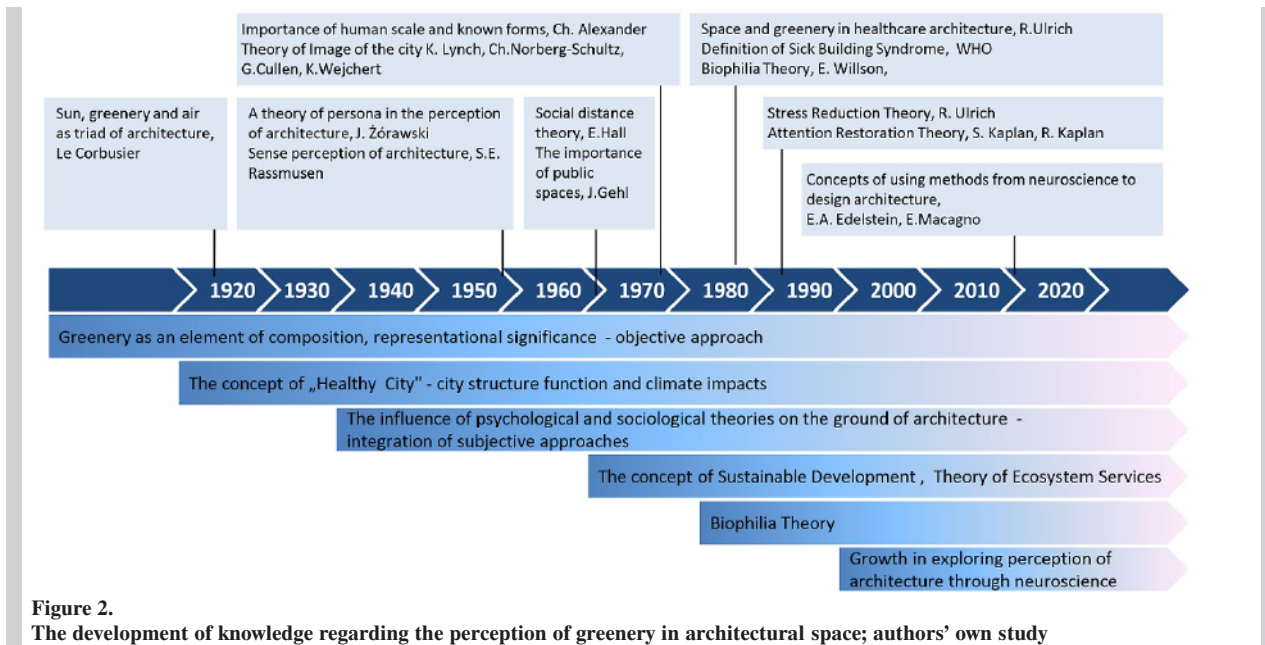 Importance of human scale and known forms, Ch. Alexander
Theory of Image of the city K. Lynch, Ch.Norberg-Schultz,
G.Cullen, K.Wejchert
Space and greenery in healthcare architecture, R.Ulrich
Definition of Sick Building Syndrome, WHO
Biophilia Theory, E. Willson,
Sun, greenery and air
as triad of architecture,
Le Corbusier
A theory of persona in the perception
of architecture, J. Żórawski
Sense perception of architecture, S.E.
Rassmusen
Social distance
theory, E.Hall
The importance
of public
spaces, J.Gehl
Stress Reduction Theory, R. Ulrich
Attention Restoration Theory, S. Kaplan, R. Kaplan
Concepts of using methods from neuroscience to
design architecture,
E.A. Edelstein, E.Macagno
1920 1930 1940 1950 1960 1970 1980 1990 2000 2010 2020
Greenery as an element of composition, representational significance - objective approach
The concept of „Healthy City" - city structure function and climate impacts
The influence of psychological and sociological theories on the ground of architecture -
integration of subjective approaches
The concept of Sustainable Development , Theory of Ecosystem Services
Biophilia Theory
Growth in exploring perception of
architecture through neuroscience
Figure 2.
The development of knowledge regarding the perception of greenery in architectural space; authors' own study